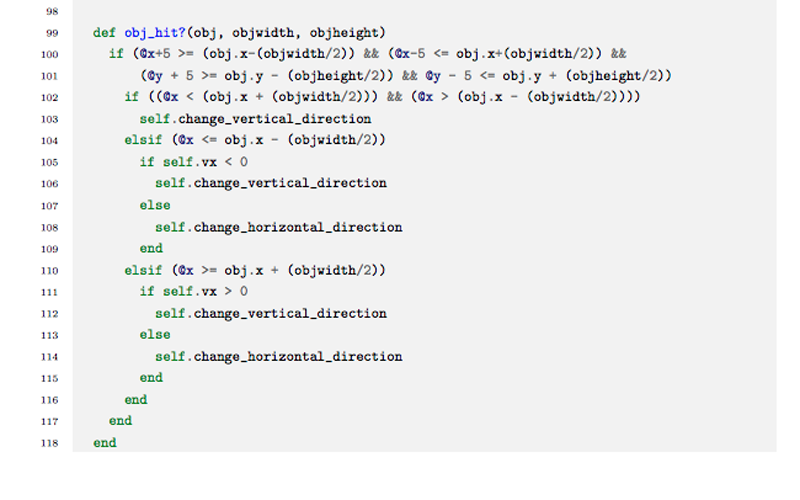 98
99 def obj_hit?(obj, objwidth, objheight)
100 if (@x+5 >= (obj.x-(objwidth/2)) && (@x-5 <= obj.x+(objwidth/2)) &&
101 (@y + 5 >= obj.y - (objheight/2)) && @y - 5 <= obj.y + (objheight/2))
102 if ((@x < (obj.x + (objwidth/2))) && (@x > (obj.x - (objwidth/2))))
103 self.change_vertical_direction
104 elsif (@x <= obj.x - (objwidth/2))
105 if self.vx < 0
106 self.change_vertical_direction
107 else
108 self.change_horizontal_direction
109 end
110 elsif (@x >= obj.x + (objwidth/2))
111 if self.vx > 0
112 self.change_vertical_direction
113 else
114 self.change_horizontal_direction
115 end
116 end
117 end
118 end